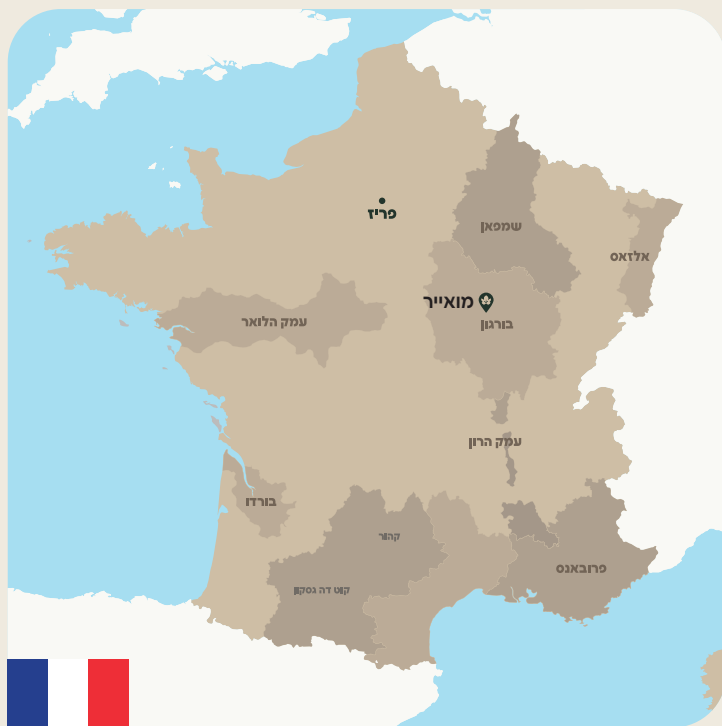 פריז
שמפאן
אלזאס
מואייר
עמק הלואר
בורגון
עמק הרון
בורדו
קהור
פרובאנס
קוט דה גסקון